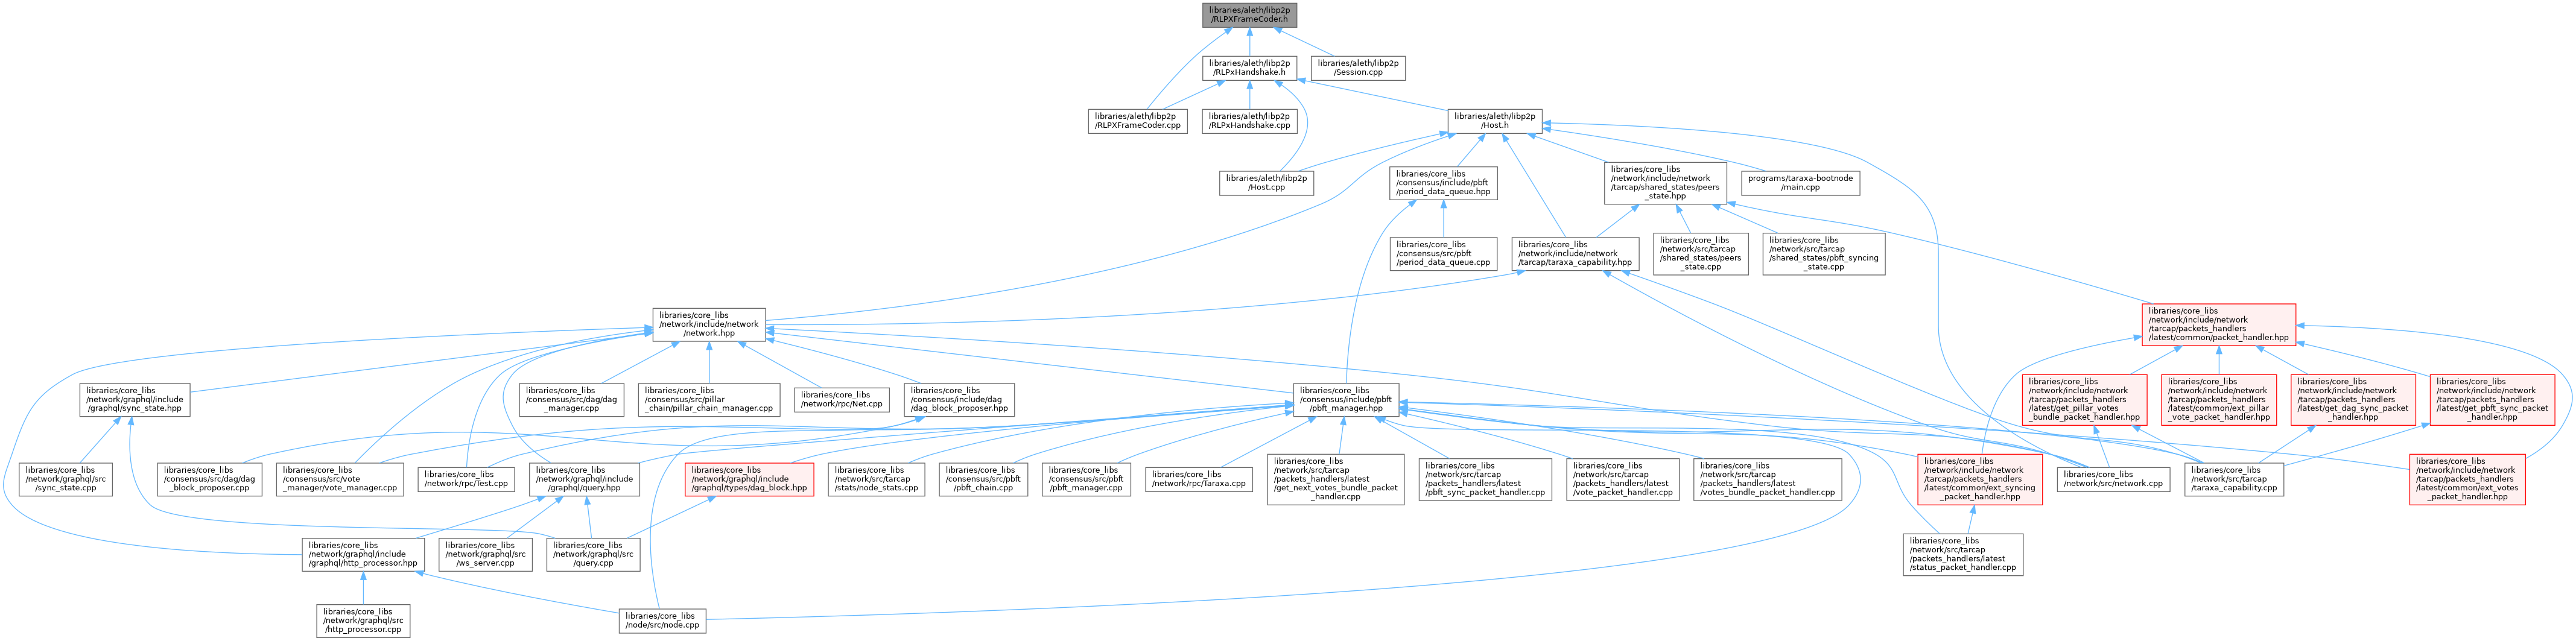 libraries/aleth/libp2p
/RLPXFrameCoder.h
libraries/aleth/libp2p
/RLPxHandshake.h
libraries/aleth/libp2p
/Session.cpp
libraries/aleth/libp2p
/RLPXFrameCoder.cpp
libraries/aleth/libp2p
/RLPxHandshake.cpp
libraries/aleth/libp2p
/Host.h
libraries/aleth/libp2p
/Host.cpp
libraries/core_libs
/consensus/include/pbft
/period_data_queue.hpp
libraries/core_libs
/network/include/network
/tarcap/shared_states/peers
_state.hpp
programs/taraxa-bootnode
/main.cpp
libraries/core_libs
/consensus/src/pbft
/period_data_queue.cpp
libraries/core_libs
/network/include/network
/tarcap/taraxa_capability.hpp
libraries/core_libs
/network/src/tarcap
/shared_states/peers
_state.cpp
libraries/core_libs
/network/src/tarcap
/shared_states/pbft_syncing
_state.cpp
libraries/core_libs
/network/include/network
/network.hpp
libraries/core_libs
/network/include/network
/tarcap/packets_handlers
/latest/common/packet_handler.hpp
libraries/core_libs
/network/graphql/include
/graphql/sync_state.hpp
libraries/core_libs
/consensus/src/dag/dag
_manager.cpp
libraries/core_libs
/consensus/src/pillar
_chain/pillar_chain_manager.cpp
libraries/core_libs
/network/rpc/Net.cpp
libraries/core_libs
/consensus/include/dag
/dag_block_proposer.hpp
libraries/core_libs
/consensus/include/pbft
/pbft_manager.hpp
libraries/core_libs
/network/include/network
/tarcap/packets_handlers
/latest/get_pillar_votes
_bundle_packet_handler.hpp
libraries/core_libs
/network/include/network
/tarcap/packets_handlers
/latest/common/ext_pillar
_vote_packet_handler.hpp
libraries/core_libs
/network/include/network
/tarcap/packets_handlers
/latest/get_dag_sync_packet
_handler.hpp
libraries/core_libs
/network/include/network
/tarcap/packets_handlers
/latest/get_pbft_sync_packet
_handler.hpp
libraries/core_libs
/network/graphql/src
/sync_state.cpp
libraries/core_libs
/consensus/src/dag/dag
_block_proposer.cpp
libraries/core_libs
/consensus/src/vote
_manager/vote_manager.cpp
libraries/core_libs
/network/rpc/Test.cpp
libraries/core_libs
/network/graphql/include
/graphql/query.hpp
libraries/core_libs
/network/graphql/include
/graphql/types/dag_block.hpp
libraries/core_libs
/network/src/tarcap
/stats/node_stats.cpp
libraries/core_libs
/consensus/src/pbft
/pbft_chain.cpp
libraries/core_libs
/consensus/src/pbft
/pbft_manager.cpp
libraries/core_libs
/network/rpc/Taraxa.cpp
libraries/core_libs
/network/src/tarcap
/packets_handlers/latest
/get_next_votes_bundle_packet
_handler.cpp
libraries/core_libs
/network/src/tarcap
/packets_handlers/latest
/pbft_sync_packet_handler.cpp
libraries/core_libs
/network/src/tarcap
/packets_handlers/latest
/vote_packet_handler.cpp
libraries/core_libs
/network/src/tarcap
/packets_handlers/latest
/votes_bundle_packet_handler.cpp
libraries/core_libs
/network/include/network
/tarcap/packets_handlers
/latest/common/ext_syncing
_packet_handler.hpp
libraries/core_libs
/network/src/network.cpp
libraries/core_libs
/network/src/tarcap
/taraxa_capability.cpp
libraries/core_libs
/network/include/network
/tarcap/packets_handlers
/latest/common/ext_votes
_packet_handler.hpp
libraries/core_libs
/network/graphql/include
/graphql/http_processor.hpp
libraries/core_libs
/network/graphql/src
/ws_server.cpp
libraries/core_libs
/network/graphql/src
/query.cpp
libraries/core_libs
/network/src/tarcap
/packets_handlers/latest
/status_packet_handler.cpp
libraries/core_libs
/network/graphql/src
/http_processor.cpp
libraries/core_libs
/node/src/node.cpp